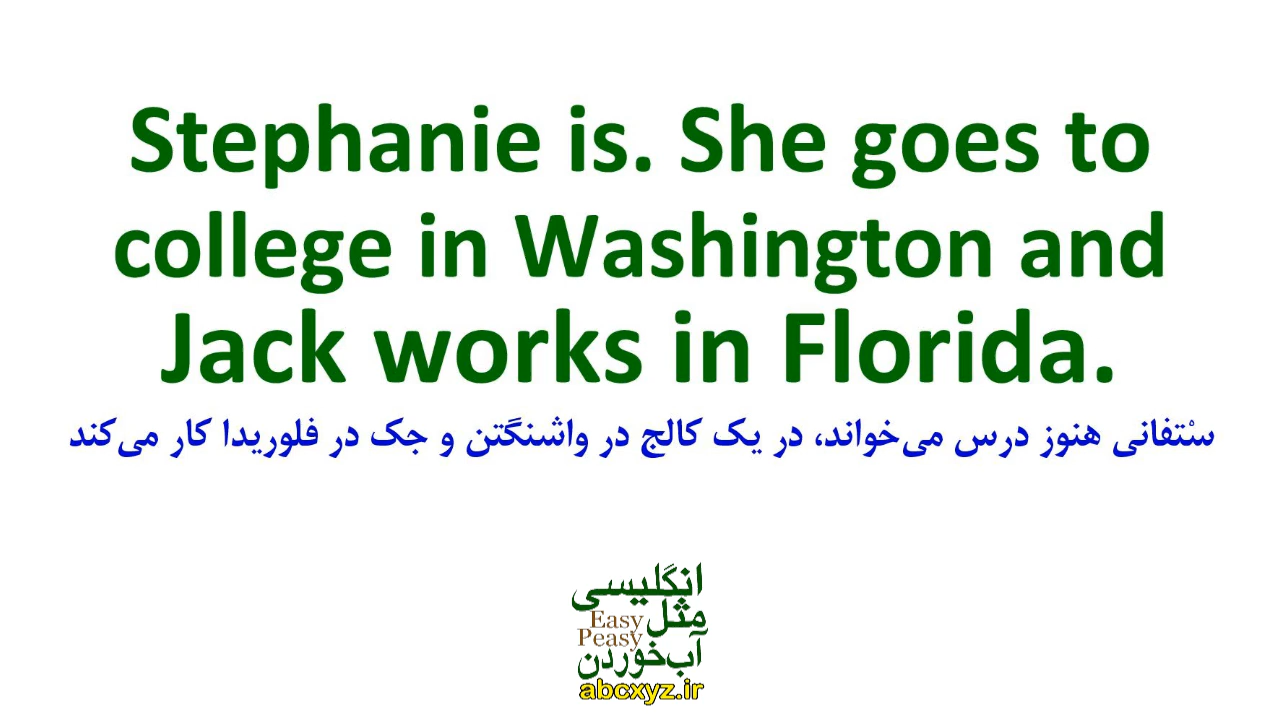 Stephanie is. She goes to
college in Washington and
Jack works in Florida.
سْتفانی هنوز درس می‌خواند، در یک کالج در واشنگتن و جک در فلوریدا کار می‌کند
انگلیسی
مثل
Easy
Peasy
آب‌خوردن
abcxyz.ir